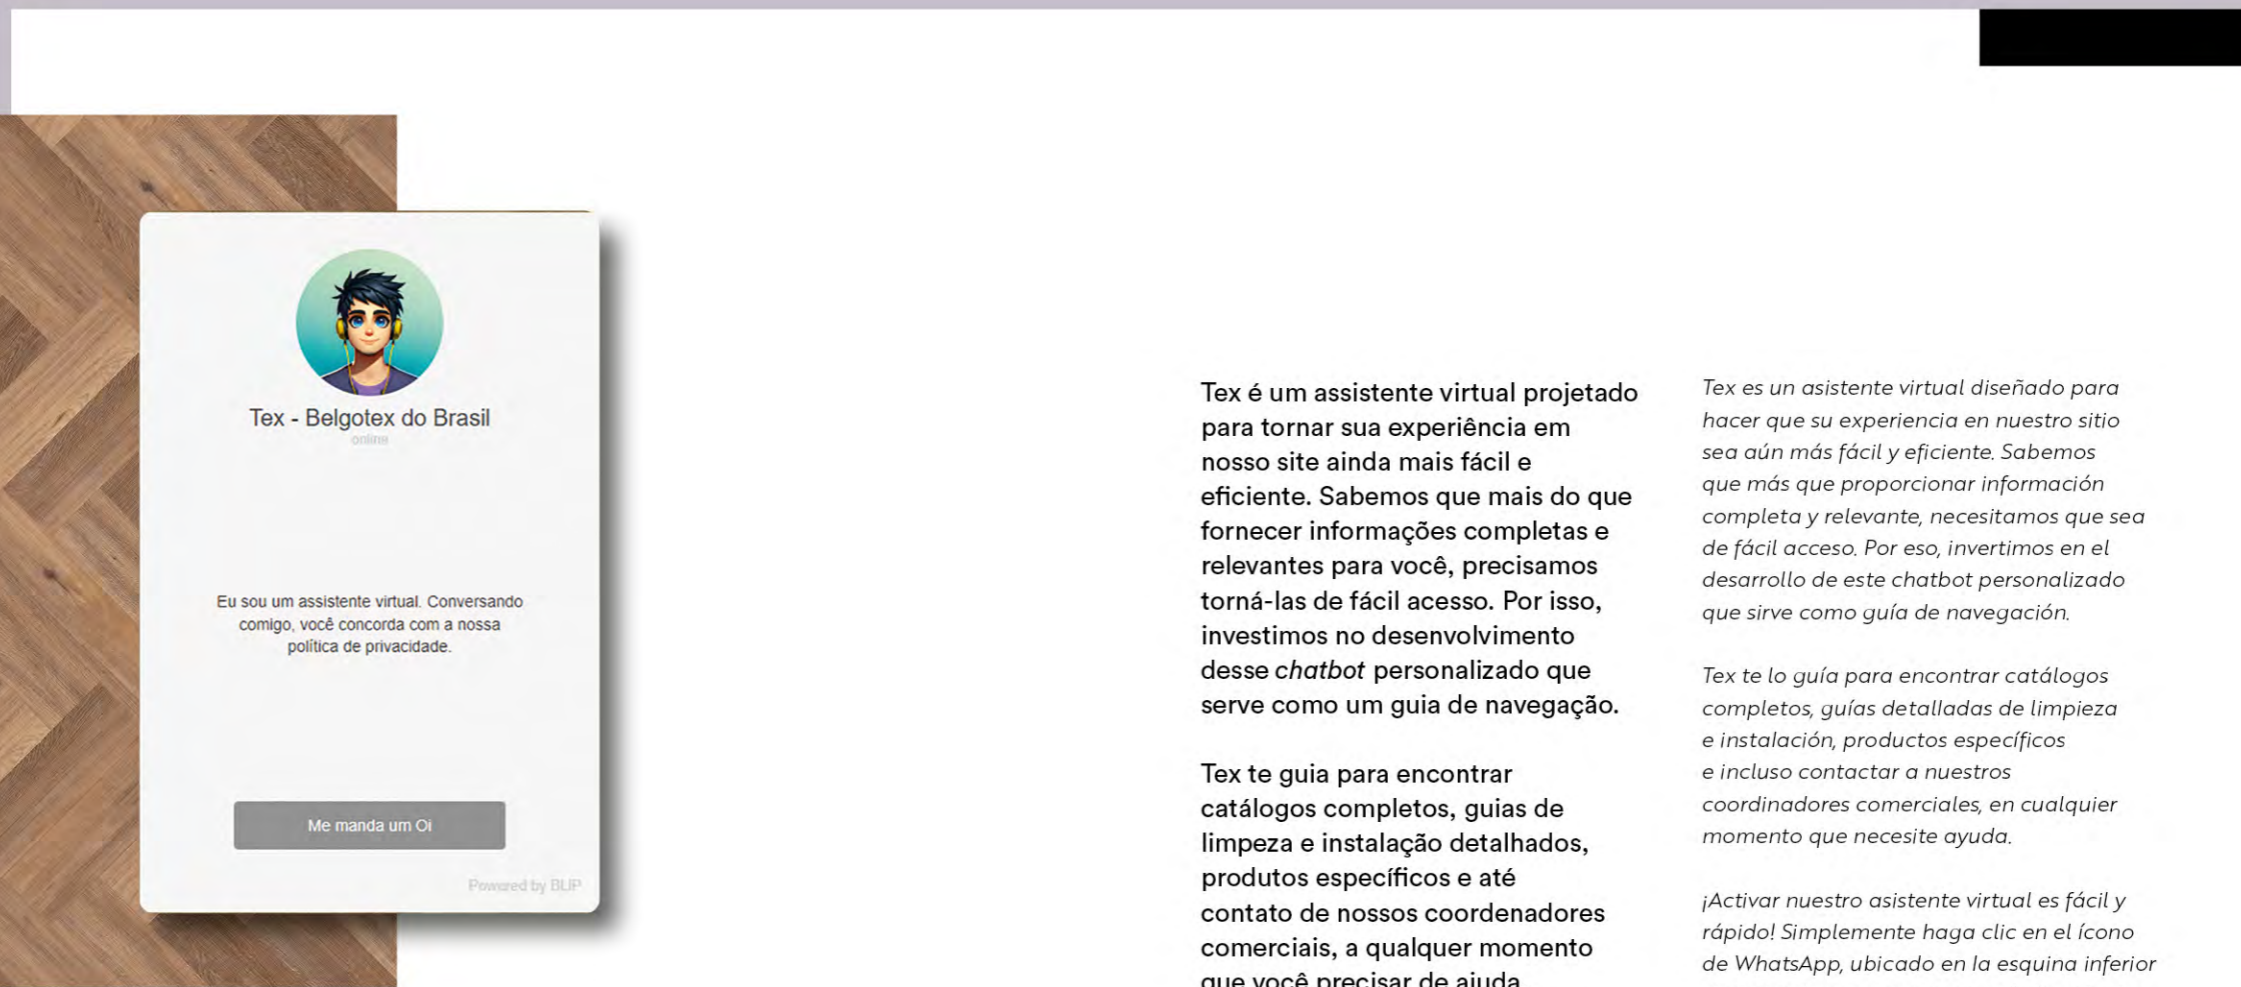 Tex - Belgotex do Brasil
online
Eu sou um assistente virtual. Conversando
comigo, você concorda com a nossa
política de privacidade.
Me manda um Oi
Powered by BLIP
Tex é um assistente virtual projetado
para tornar sua experiência em
nosso site ainda mais fácil e
eficiente. Sabemos que mais do que
fornecer informações completas e
relevantes para você, precisamos
torná-las de fácil acesso. Por isso,
investimos no desenvolvimento
desse chatbot personalizado que
serve como um guia de navegação.
Tex te guia para encontrar
catálogos completos, guias de
limpeza e instalação detalhados,
produtos específicos e até
contato de nossos coordenadores
comerciais, a qualquer momento
que você precisar de ajuda
Tex es un asistente virtual diseñado para
hacer que su experiencia en nuestro sitio
sea aún más fácil y eficiente. Sabemos
que más que proporcionar información
completa y relevante, necesitamos que sea
de fácil acceso. Por eso, invertimos en el
desarrollo de este chatbot personalizado
que sirve como guía de navegación.
Tex te lo guía para encontrar catálogos
completos, guías detalladas de limpieza
e instalación, productos específicos
e incluso contactar a nuestros
coordinadores comerciales, en cualquier
momento que necesite ayuda.
¡Activar nuestro asistente virtual es fácil y
rápido! Simplemente haga clic en el ícono
de WhatsApp, ubicado en la esquina inferior